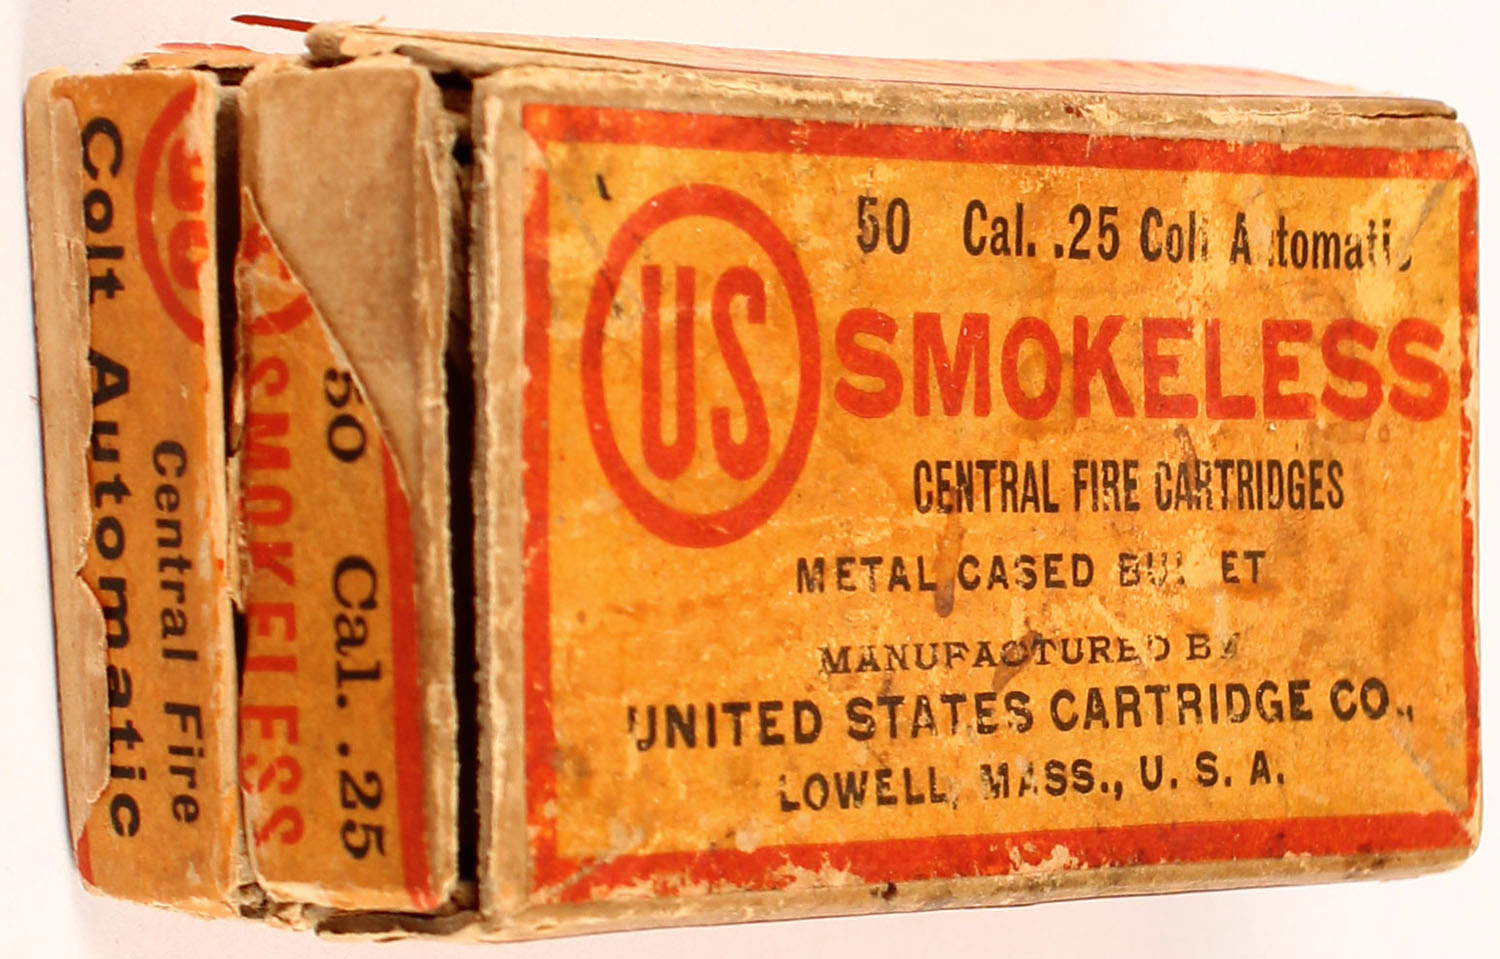 50 Cal. .25 Colt Automatic
US
SMOKELESS
CENTRAL FIRE CARTRIDGES
METAL CASED BULLET
MANUFACTURED BY
UNITED STATES CARTRIDGE CO.,
LOWELL, MASS., U. S. A.
50 Cal. .25
SMOKELESS
Central Fire
Colt Automatic